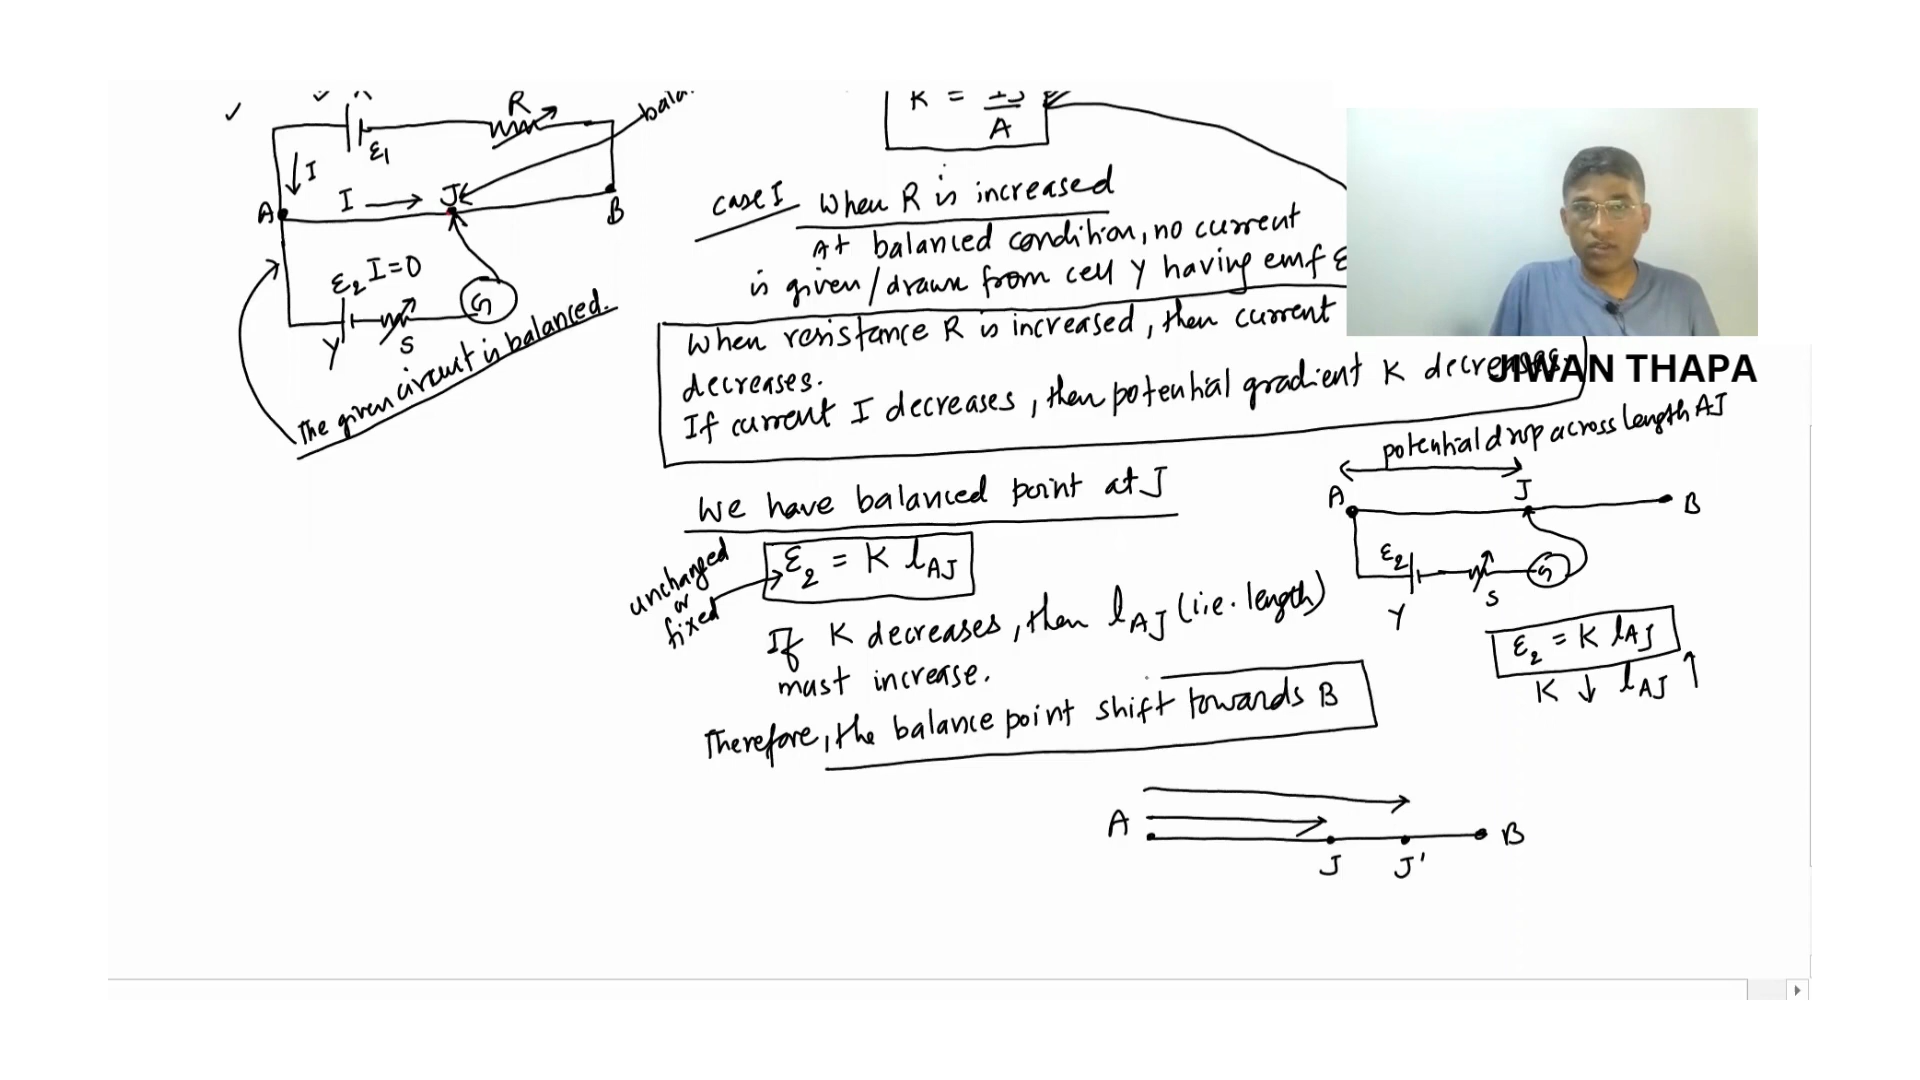 R
ε1
I
I
J
A
B
ε2 I=0
G
Y
S
The given circuit is balanced.
K = 
A
case I When R is increased
At balanced condition, no current
is given/drawn from cell Y having emf ε
When resistance R is increased, then current
decreases.
If current I decreases, then potential gradient K decreases.
JIWAN THAPA
potential drop across length AJ
A
J
B
ε2
G
Y
S
ε2 = K lAJ
K ↓ lAJ ↑
We have balanced point at J
unchanged
or
fixed
ε2 = K lAJ
If K decreases, then lAJ (i.e. length)
must increase.
Therefore, the balance point shift towards B
A
B
J
J'